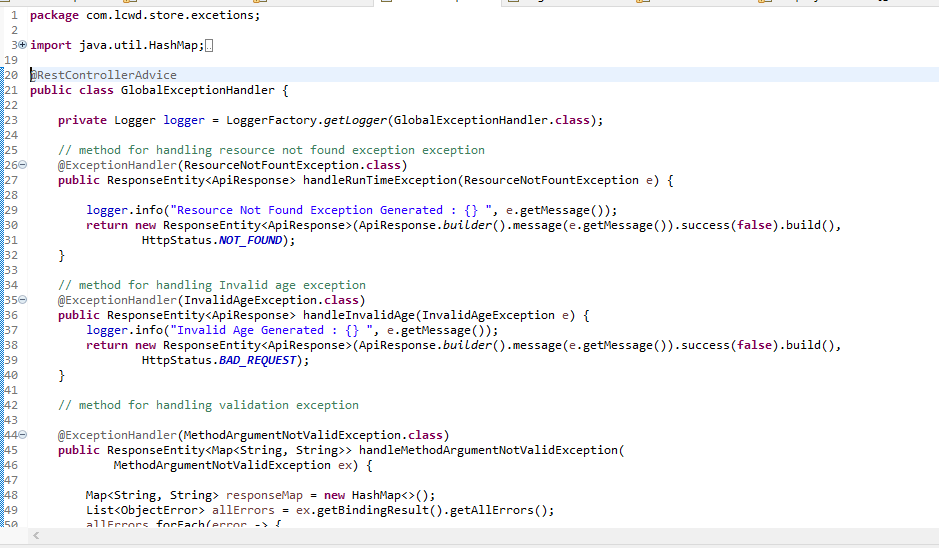 1 package com.lcwd.store.excetions;
2
3 import java.util.HashMap;
19
20 @RestControllerAdvice
21 public class GlobalExceptionHandler {
22
23 private Logger logger = LoggerFactory.getLogger(GlobalExceptionHandler.class);
24
25 // method for handling resource not found exception exception
26 @ExceptionHandler(ResourceNotFountException.class)
27 public ResponseEntity<ApiResponse> handleRunTimeException(ResourceNotFountException e) {
28
29 logger.info("Resource Not Found Exception Generated : {} ", e.getMessage());
30 return new ResponseEntity<ApiResponse>(ApiResponse.builder().message(e.getMessage()).success(false).build(),
31 HttpStatus.NOT_FOUND);
32 }
33
34 // method for handling Invalid age exception
35 @ExceptionHandler(InvalidAgeException.class)
36 public ResponseEntity<ApiResponse> handleInvalidAge(InvalidAgeException e) {
37 logger.info("Invalid Age Generated : {} ", e.getMessage());
38 return new ResponseEntity<ApiResponse>(ApiResponse.builder().message(e.getMessage()).success(false).build(),
39 HttpStatus.BAD_REQUEST);
40 }
41
42 // method for handling validation exception
43
44 @ExceptionHandler(MethodArgumentNotValidException.class)
45 public ResponseEntity<Map<String, String>> handleMethodArgumentNotValidException(
46 MethodArgumentNotValidException ex) {
47
48 Map<String, String> responseMap = new HashMap<>();
49 List<ObjectError> allErrors = ex.getBindingResult().getAllErrors();
50 allErrors.forEach(error -> {